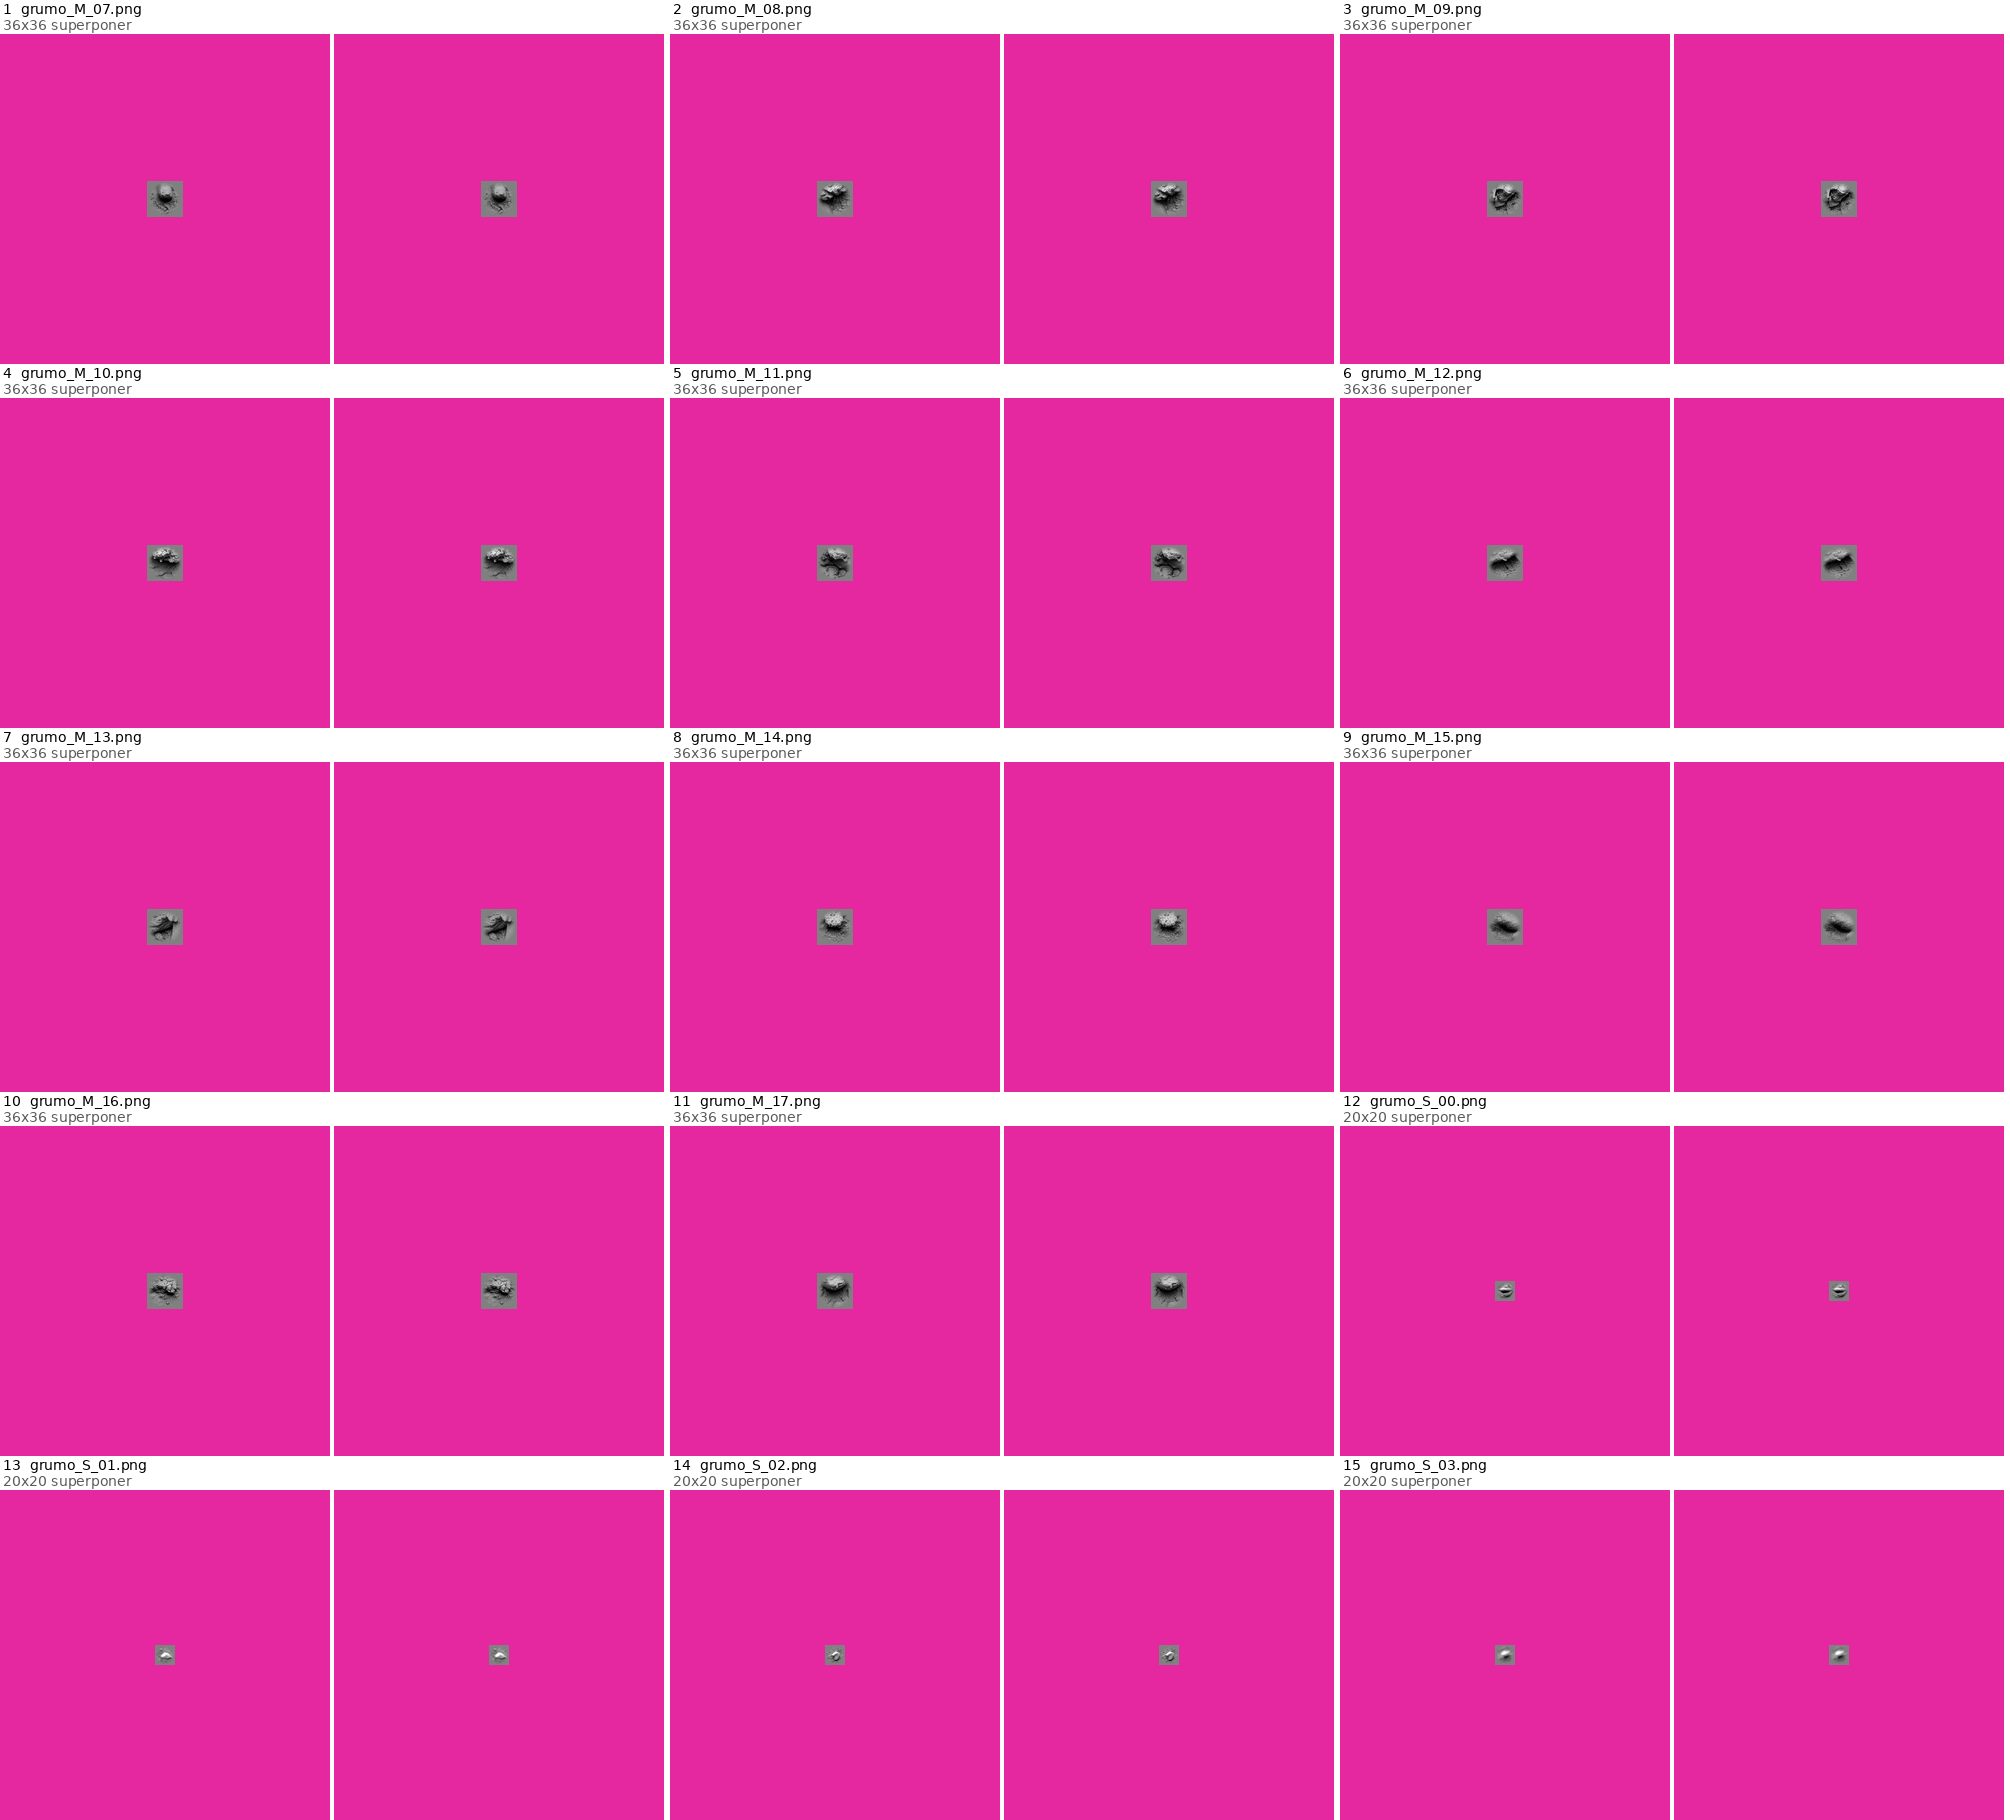 1  grumo_M_07.png
36x36 superponer
2  grumo_M_08.png
36x36 superponer
3  grumo_M_09.png
36x36 superponer
4  grumo_M_10.png
36x36 superponer
5  grumo_M_11.png
36x36 superponer
6  grumo_M_12.png
36x36 superponer
7  grumo_M_13.png
36x36 superponer
8  grumo_M_14.png
36x36 superponer
9  grumo_M_15.png
36x36 superponer
10  grumo_M_16.png
36x36 superponer
11  grumo_M_17.png
36x36 superponer
12  grumo_S_00.png
20x20 superponer
13  grumo_S_01.png
20x20 superponer
14  grumo_S_02.png
20x20 superponer
15  grumo_S_03.png
20x20 superponer